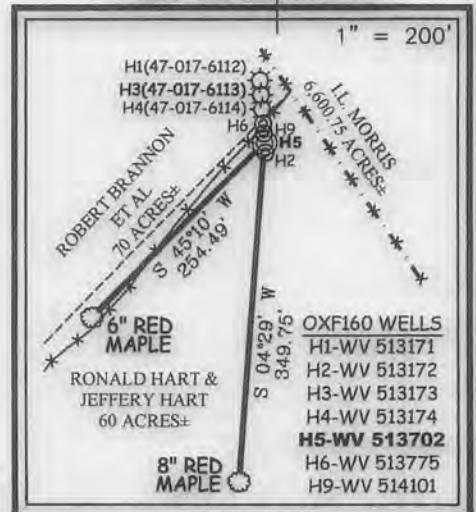 1" = 200'
H1(47-017-6112)
H3(47-017-6113)
H4(47-017-6114)
H6
H9
H5
H2
I.L. MORRIS
6,600.75 ACRES±
ROBERT BRANNON
ET AL
70 ACRES±
S 45°10' W
254.49'
S 04°29' W
349.75'
6" RED
MAPLE
RONALD HART &
JEFFERY HART
60 ACRES±
8" RED
MAPLE
OXF160 WELLS
H1-WV 513171
H2-WV 513172
H3-WV 513173
H4-WV 513174
H5-WV 513702
H6-WV 513775
H9-WV 514101